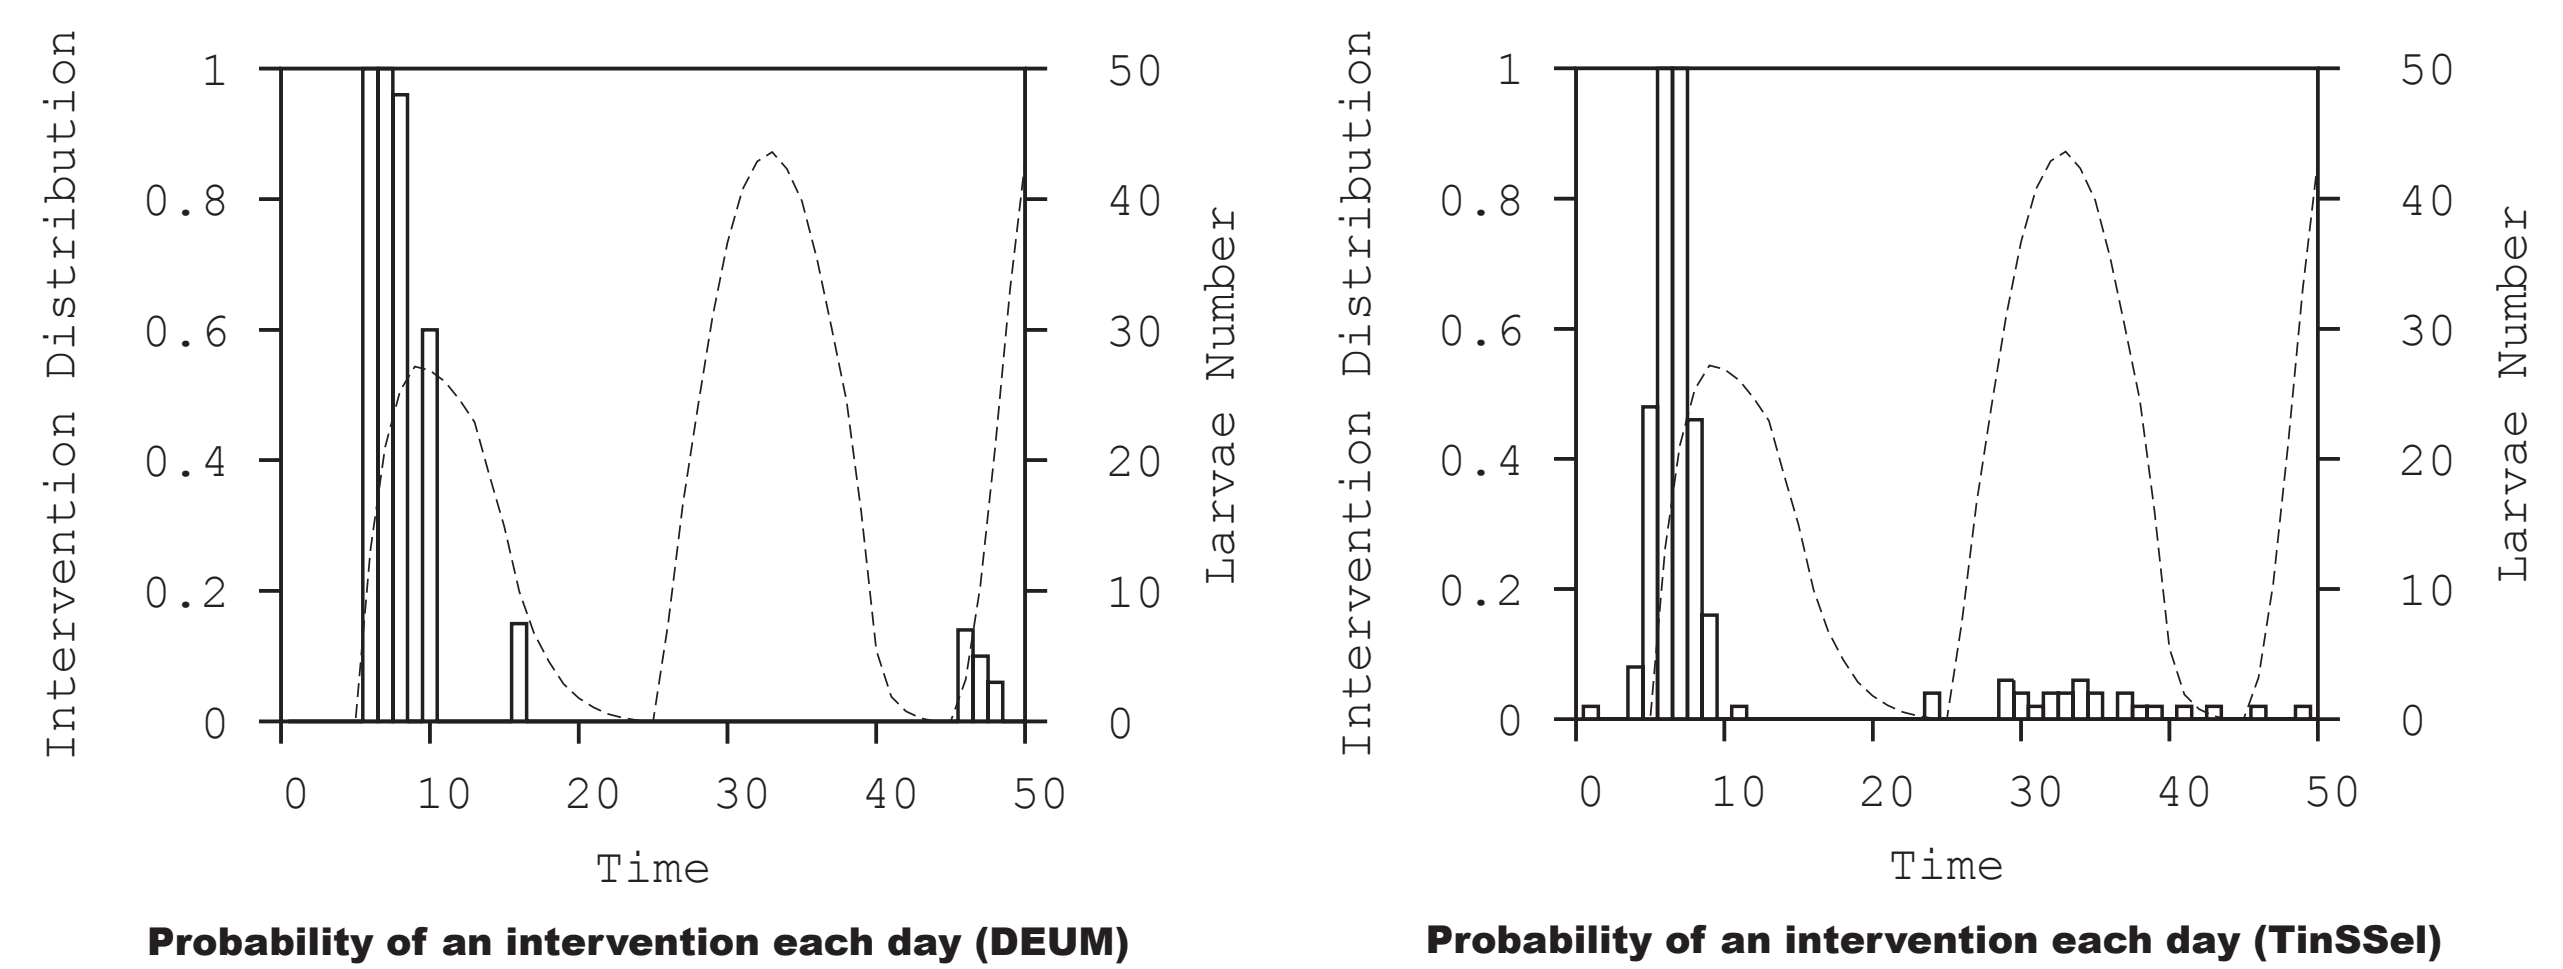 Intervention Distribution
1
0.8
0.6
0.4
0.2
0
50
40
30
20
10
0
Larvae Number
0 10 20 30 40 50
Time
Probability of an intervention each day (DEUM)
Intervention Distribution
1
0.8
0.6
0.4
0.2
0
50
40
30
20
10
0
Larvae Number
0 10 20 30 40 50
Time
Probability of an intervention each day (TinSSel)